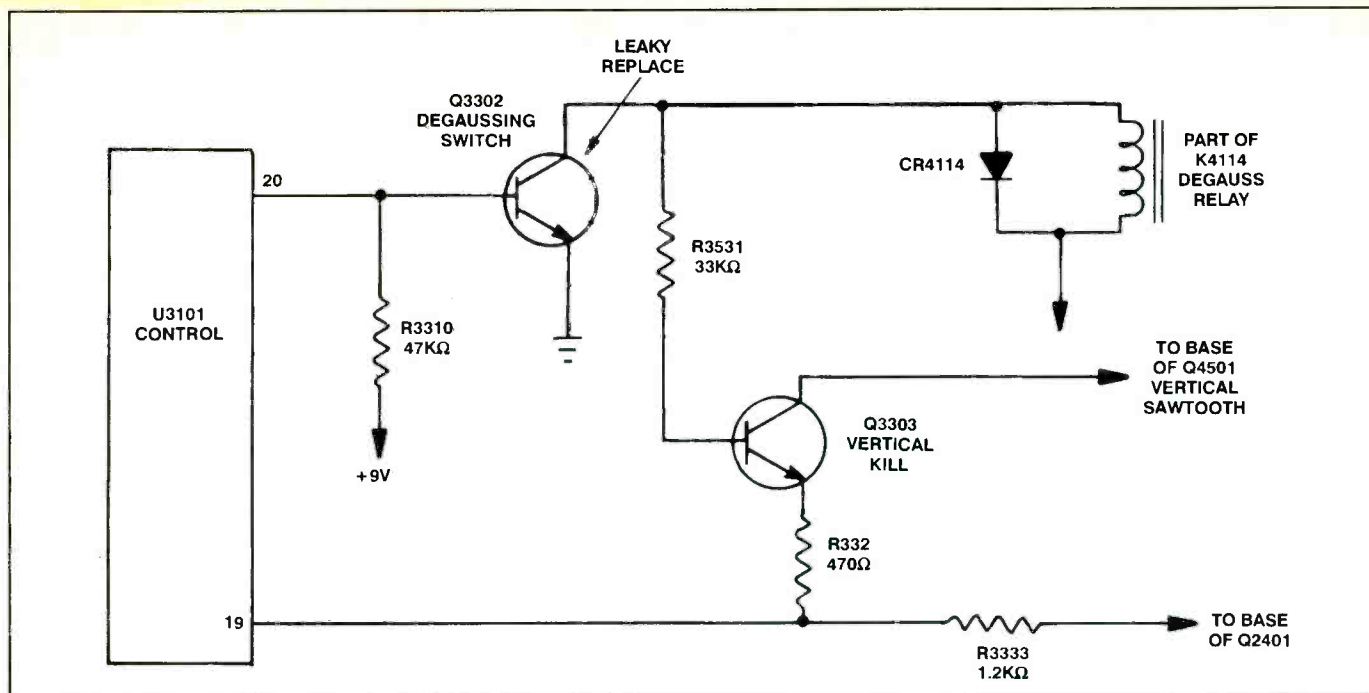 LEAKY
REPLACE
Q3302
DEGAUSSING
SWITCH
20
CR4114
PART OF
K4114
DEGAUSS
RELAY
R3531
33KΩ
U3101
CONTROL
R3310
47KΩ
+9V
TO BASE
OF Q4501
VERTICAL
SAWTOOTH
Q3303
VERTICAL
KILL
R332
470Ω
19
R3333
1.2KΩ
TO BASE
OF Q2401